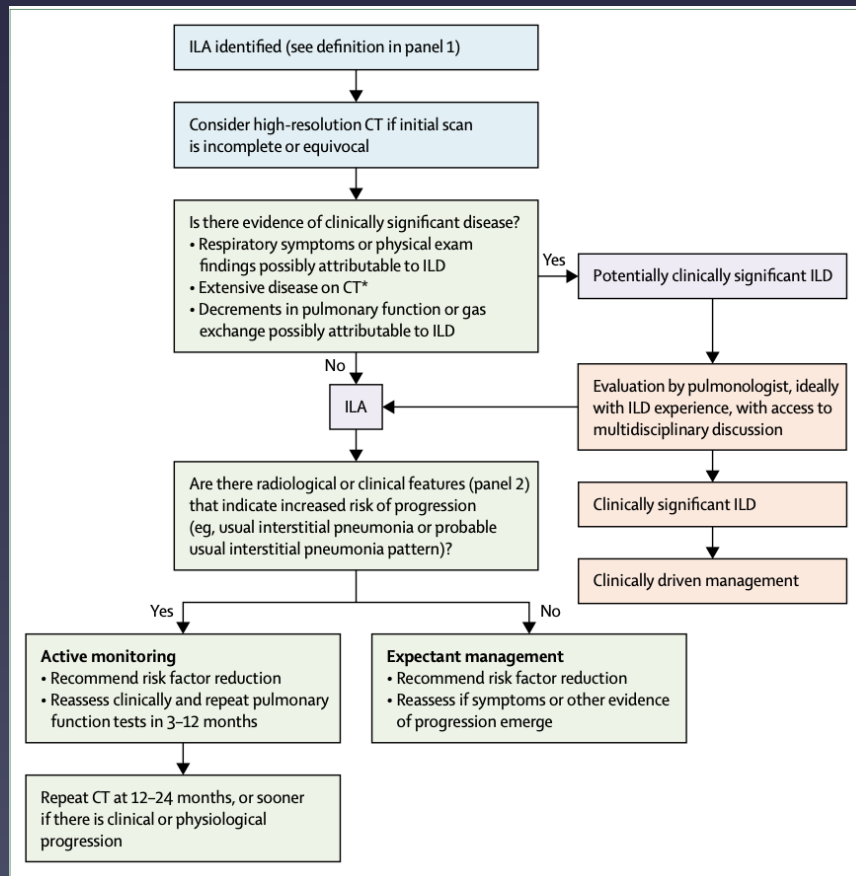 ILA identified (see definition in panel 1)
Consider high-resolution CT if initial scan
is incomplete or equivocal
Is there evidence of clinically significant disease?
• Respiratory symptoms or physical exam
findings possibly attributable to ILD
• Extensive disease on CT*
• Decrements in pulmonary function or gas
exchange possibly attributable to ILD
Yes
Potentially clinically significant ILD
No
ILA
Evaluation by pulmonologist, ideally
with ILD experience, with access to
multidisciplinary discussion
Are there radiological or clinical features (panel 2)
that indicate increased risk of progression
(eg, usual interstitial pneumonia or probable
usual interstitial pneumonia pattern)?
Clinically significant ILD
Clinically driven management
Yes
No
Active monitoring
• Recommend risk factor reduction
• Reassess clinically and repeat pulmonary
function tests in 3–12 months
Expectant management
• Recommend risk factor reduction
• Reassess if symptoms or other evidence
of progression emerge
Repeat CT at 12–24 months, or sooner
if there is clinical or physiological
progression